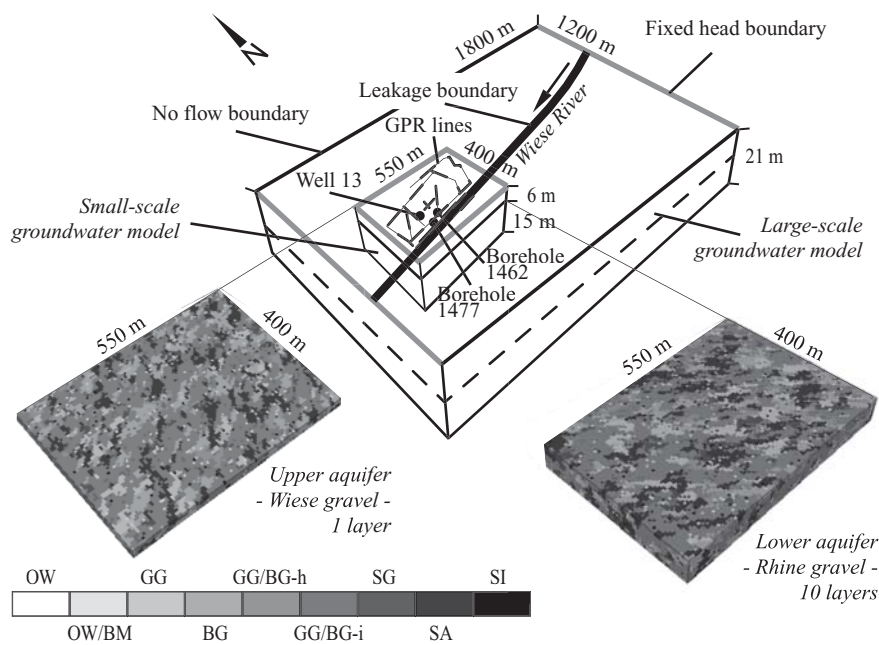 N
1800 m
1200 m
Fixed head boundary
Leakage boundary
No flow boundary
GPR lines
Wiese River
550 m
400 m
21 m
Well 13
6 m
15 m
Small-scale
groundwater model
Large-scale
groundwater model
Borehole
1462
Borehole
1477
550 m
400 m
550 m
400 m
Upper aquifer
- Wiese gravel -
1 layer
Lower aquifer
- Rhine gravel -
10 layers
OW
GG
GG/BG-h
SG
SI
OW/BM
BG
GG/BG-i
SA